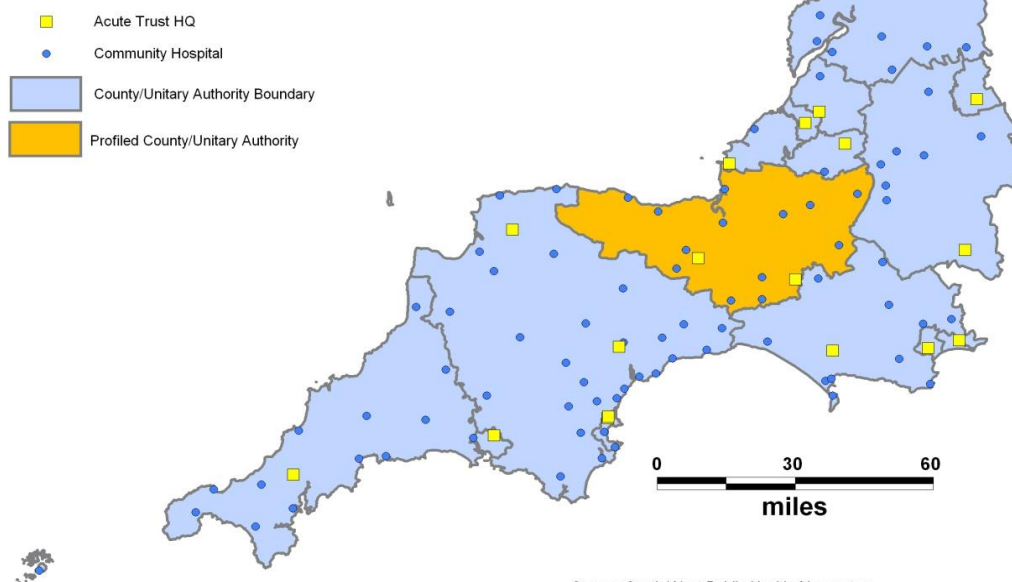 Acute Trust HQ
Community Hospital
County/Unitary Authority Boundary
Profiled County/Unitary Authority
0 30 60
miles